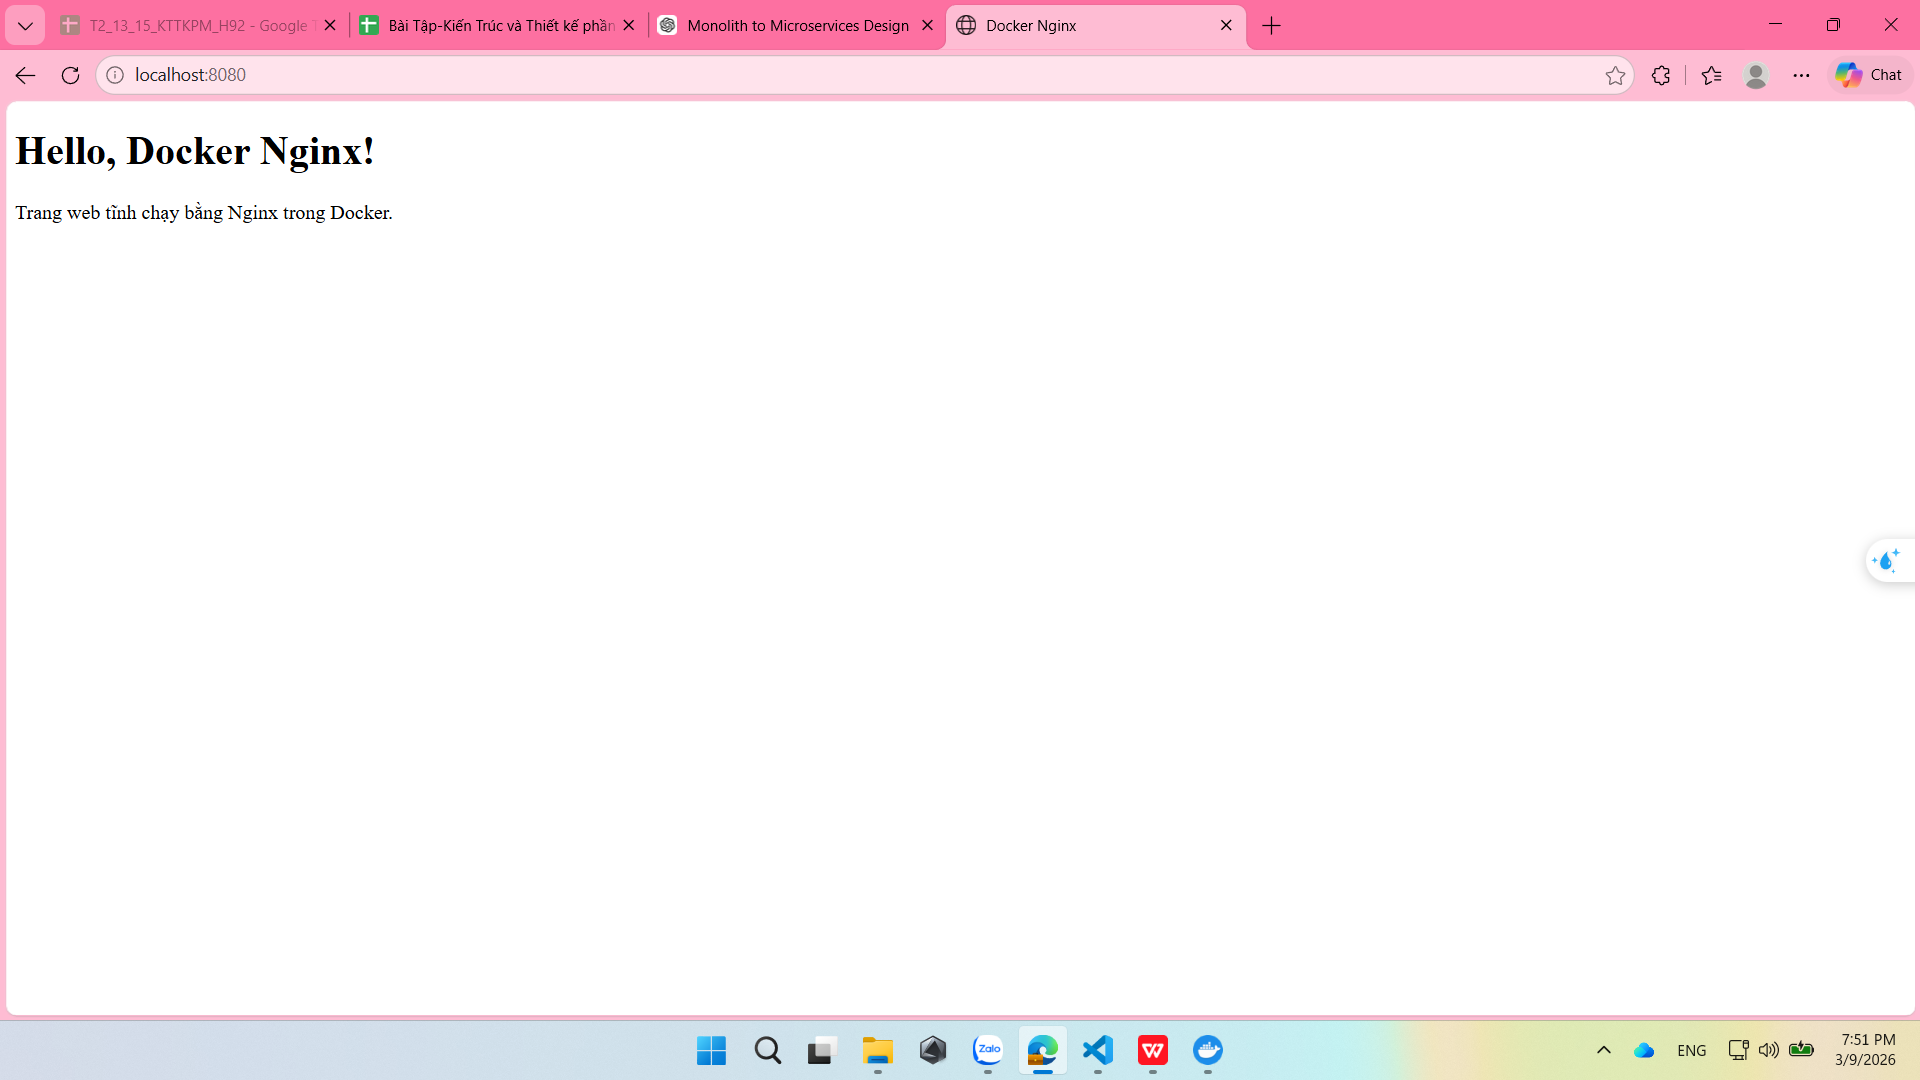 T2_13_15_KTTKPM_H92 - Google
Bài Tập-Kiến Trúc và Thiết kế phần
Monolith to Microservices Design
Docker Nginx
localhost:8080
Chat
Hello, Docker Nginx!
Trang web tĩnh chạy bằng Nginx trong Docker.
Zalo
ENG
7:51 PM
3/9/2026